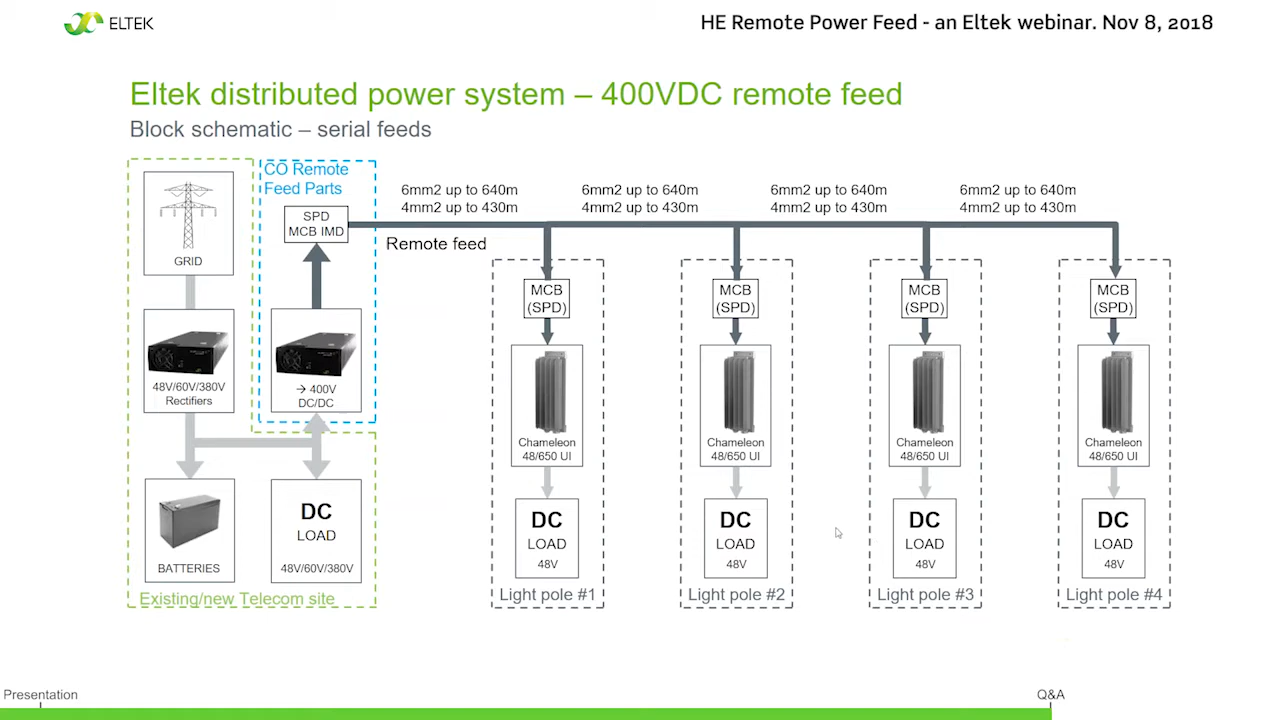 ELTEK
HE Remote Power Feed - an Eltek webinar. Nov 8, 2018
Eltek distributed power system – 400VDC remote feed
Block schematic – serial feeds
GRID
48V/60V/380V
Rectifiers
BATTERIES
CO Remote
Feed Parts
SPD
MCB IMD
→ 400V
DC/DC
DC
LOAD
48V/60V/380V
Existing/new Telecom site
Remote feed
6mm2 up to 640m
4mm2 up to 430m
6mm2 up to 640m
4mm2 up to 430m
6mm2 up to 640m
4mm2 up to 430m
6mm2 up to 640m
4mm2 up to 430m
MCB
(SPD)
Chameleon
48/650 UI
DC
LOAD
48V
Light pole #1
MCB
(SPD)
Chameleon
48/650 UI
DC
LOAD
48V
Light pole #2
MCB
(SPD)
Chameleon
48/650 UI
DC
LOAD
48V
Light pole #3
MCB
(SPD)
Chameleon
48/650 UI
DC
LOAD
48V
Light pole #4
Presentation
Q&A